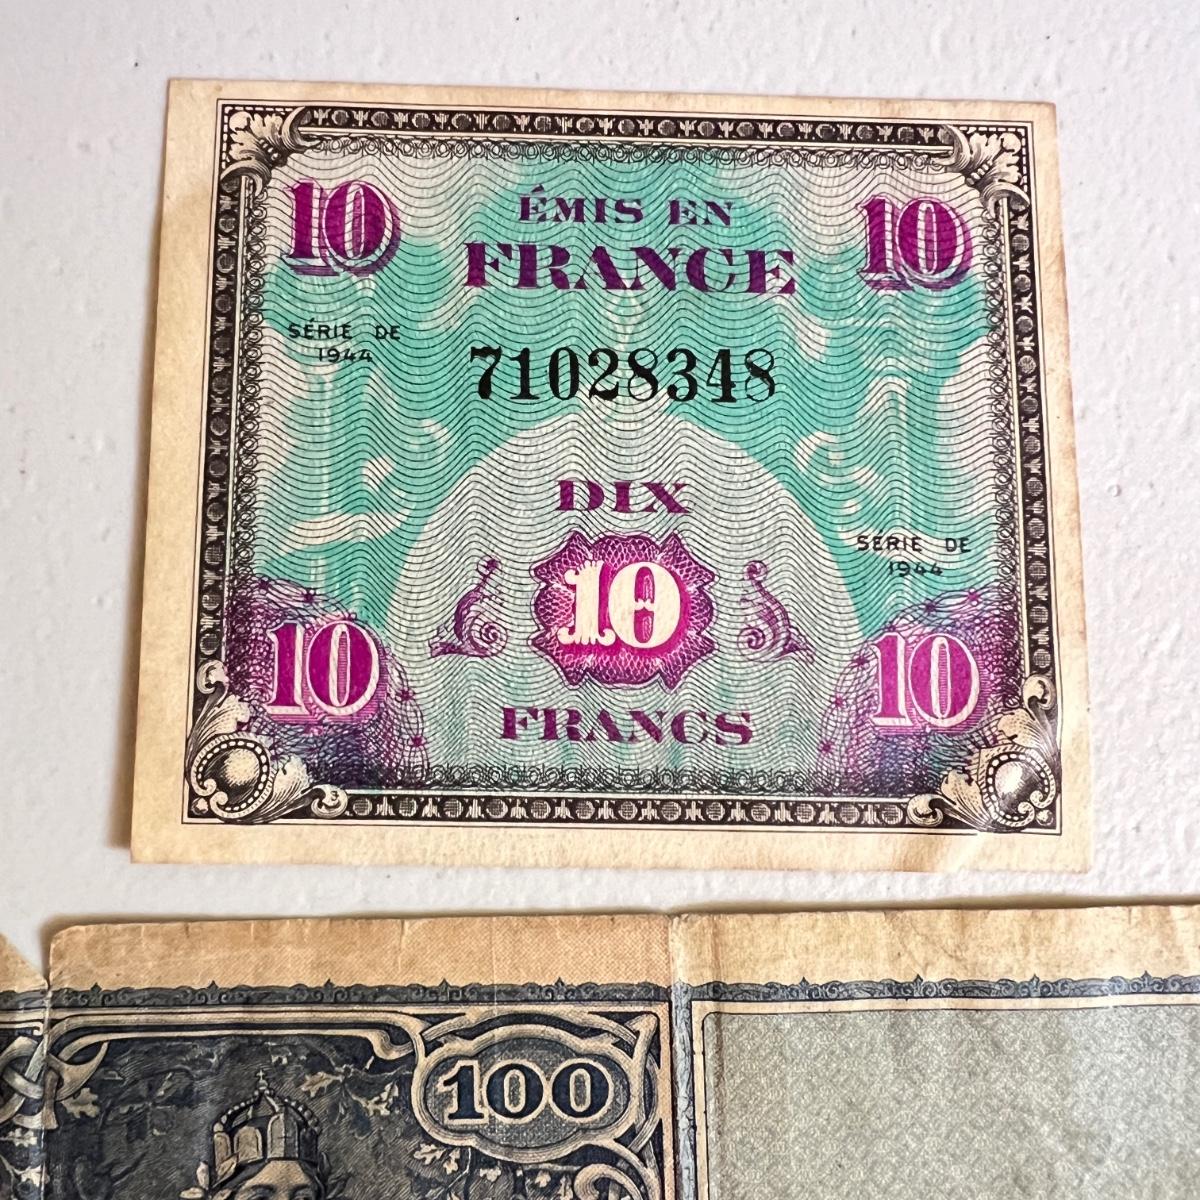 10 ÉMIS EN 10
FRANCE
SÉRIE DE
1944
71028348
DIX
SÉRIE DE
1944
10
10 10
FRANCS
100